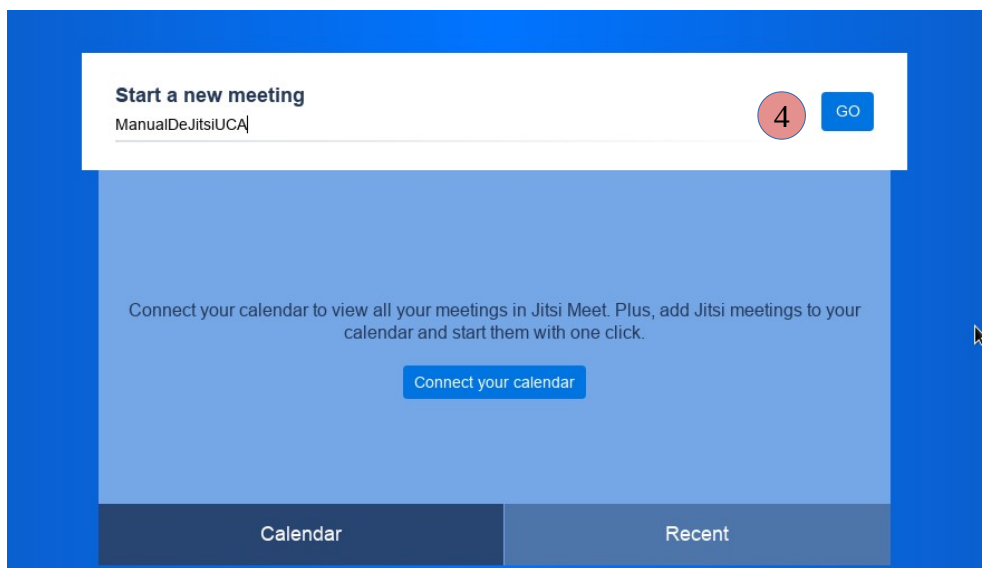 Start a new meeting
ManualDeJitsiUCA
4
GO
Connect your calendar to view all your meetings in Jitsi Meet. Plus, add Jitsi meetings to your
calendar and start them with one click.
Connect your calendar
Calendar
Recent